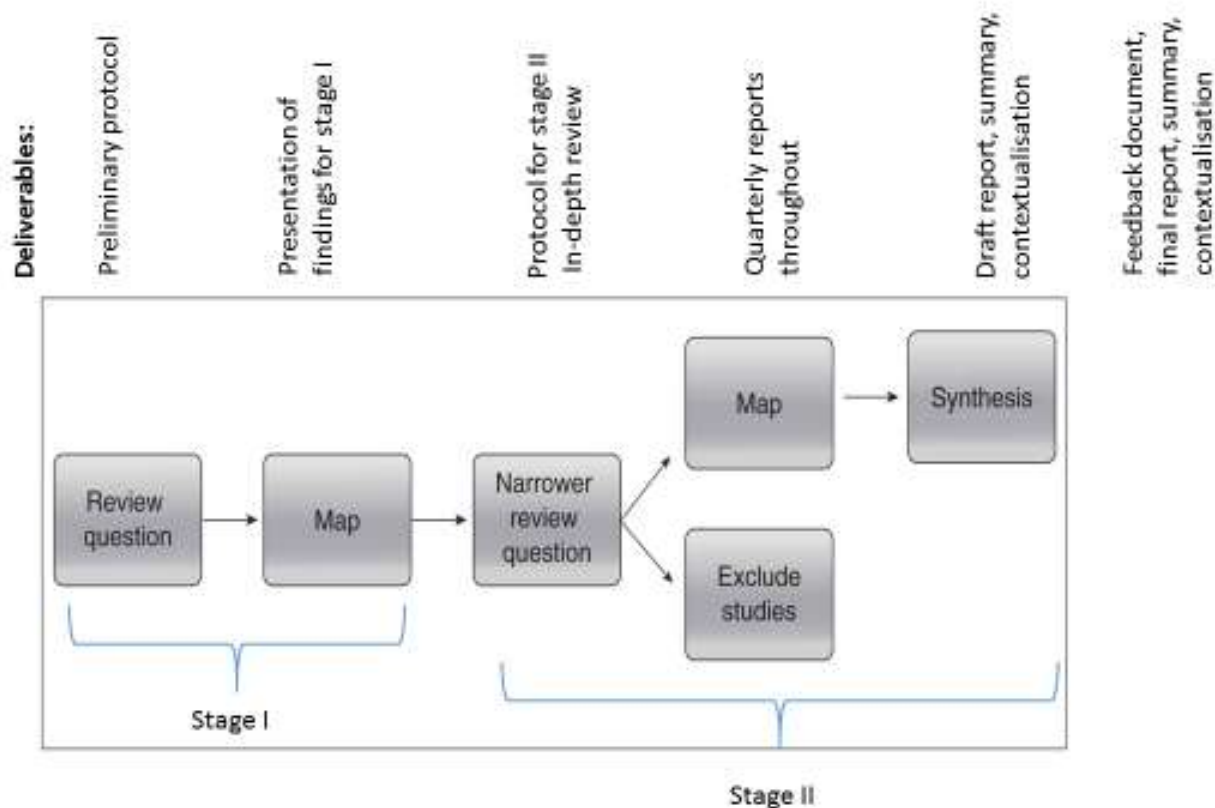 Deliverables:
Preliminary protocol
Presentation of
findings for stage I
Protocol for stage II
In-depth review
Quarterly reports
throughout
Draft report, summary,
contextualisation
Feedback document,
final report, summary,
contextualisation
Review
question
Map
Narrower
review
question
Map
Synthesis
Exclude
studies
Stage I
Stage II